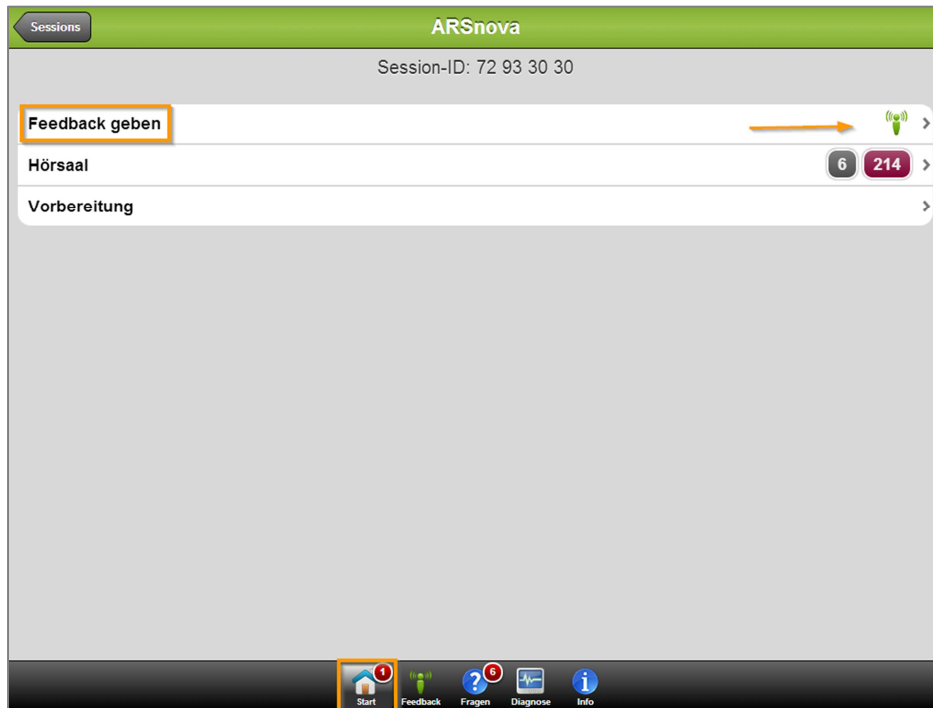 Sessions
ARSnova
Session-ID: 72 93 30 30
Feedback geben
Hörsaal 6 214
Vorbereitung
1 6
Start Feedback Fragen Diagnose Info